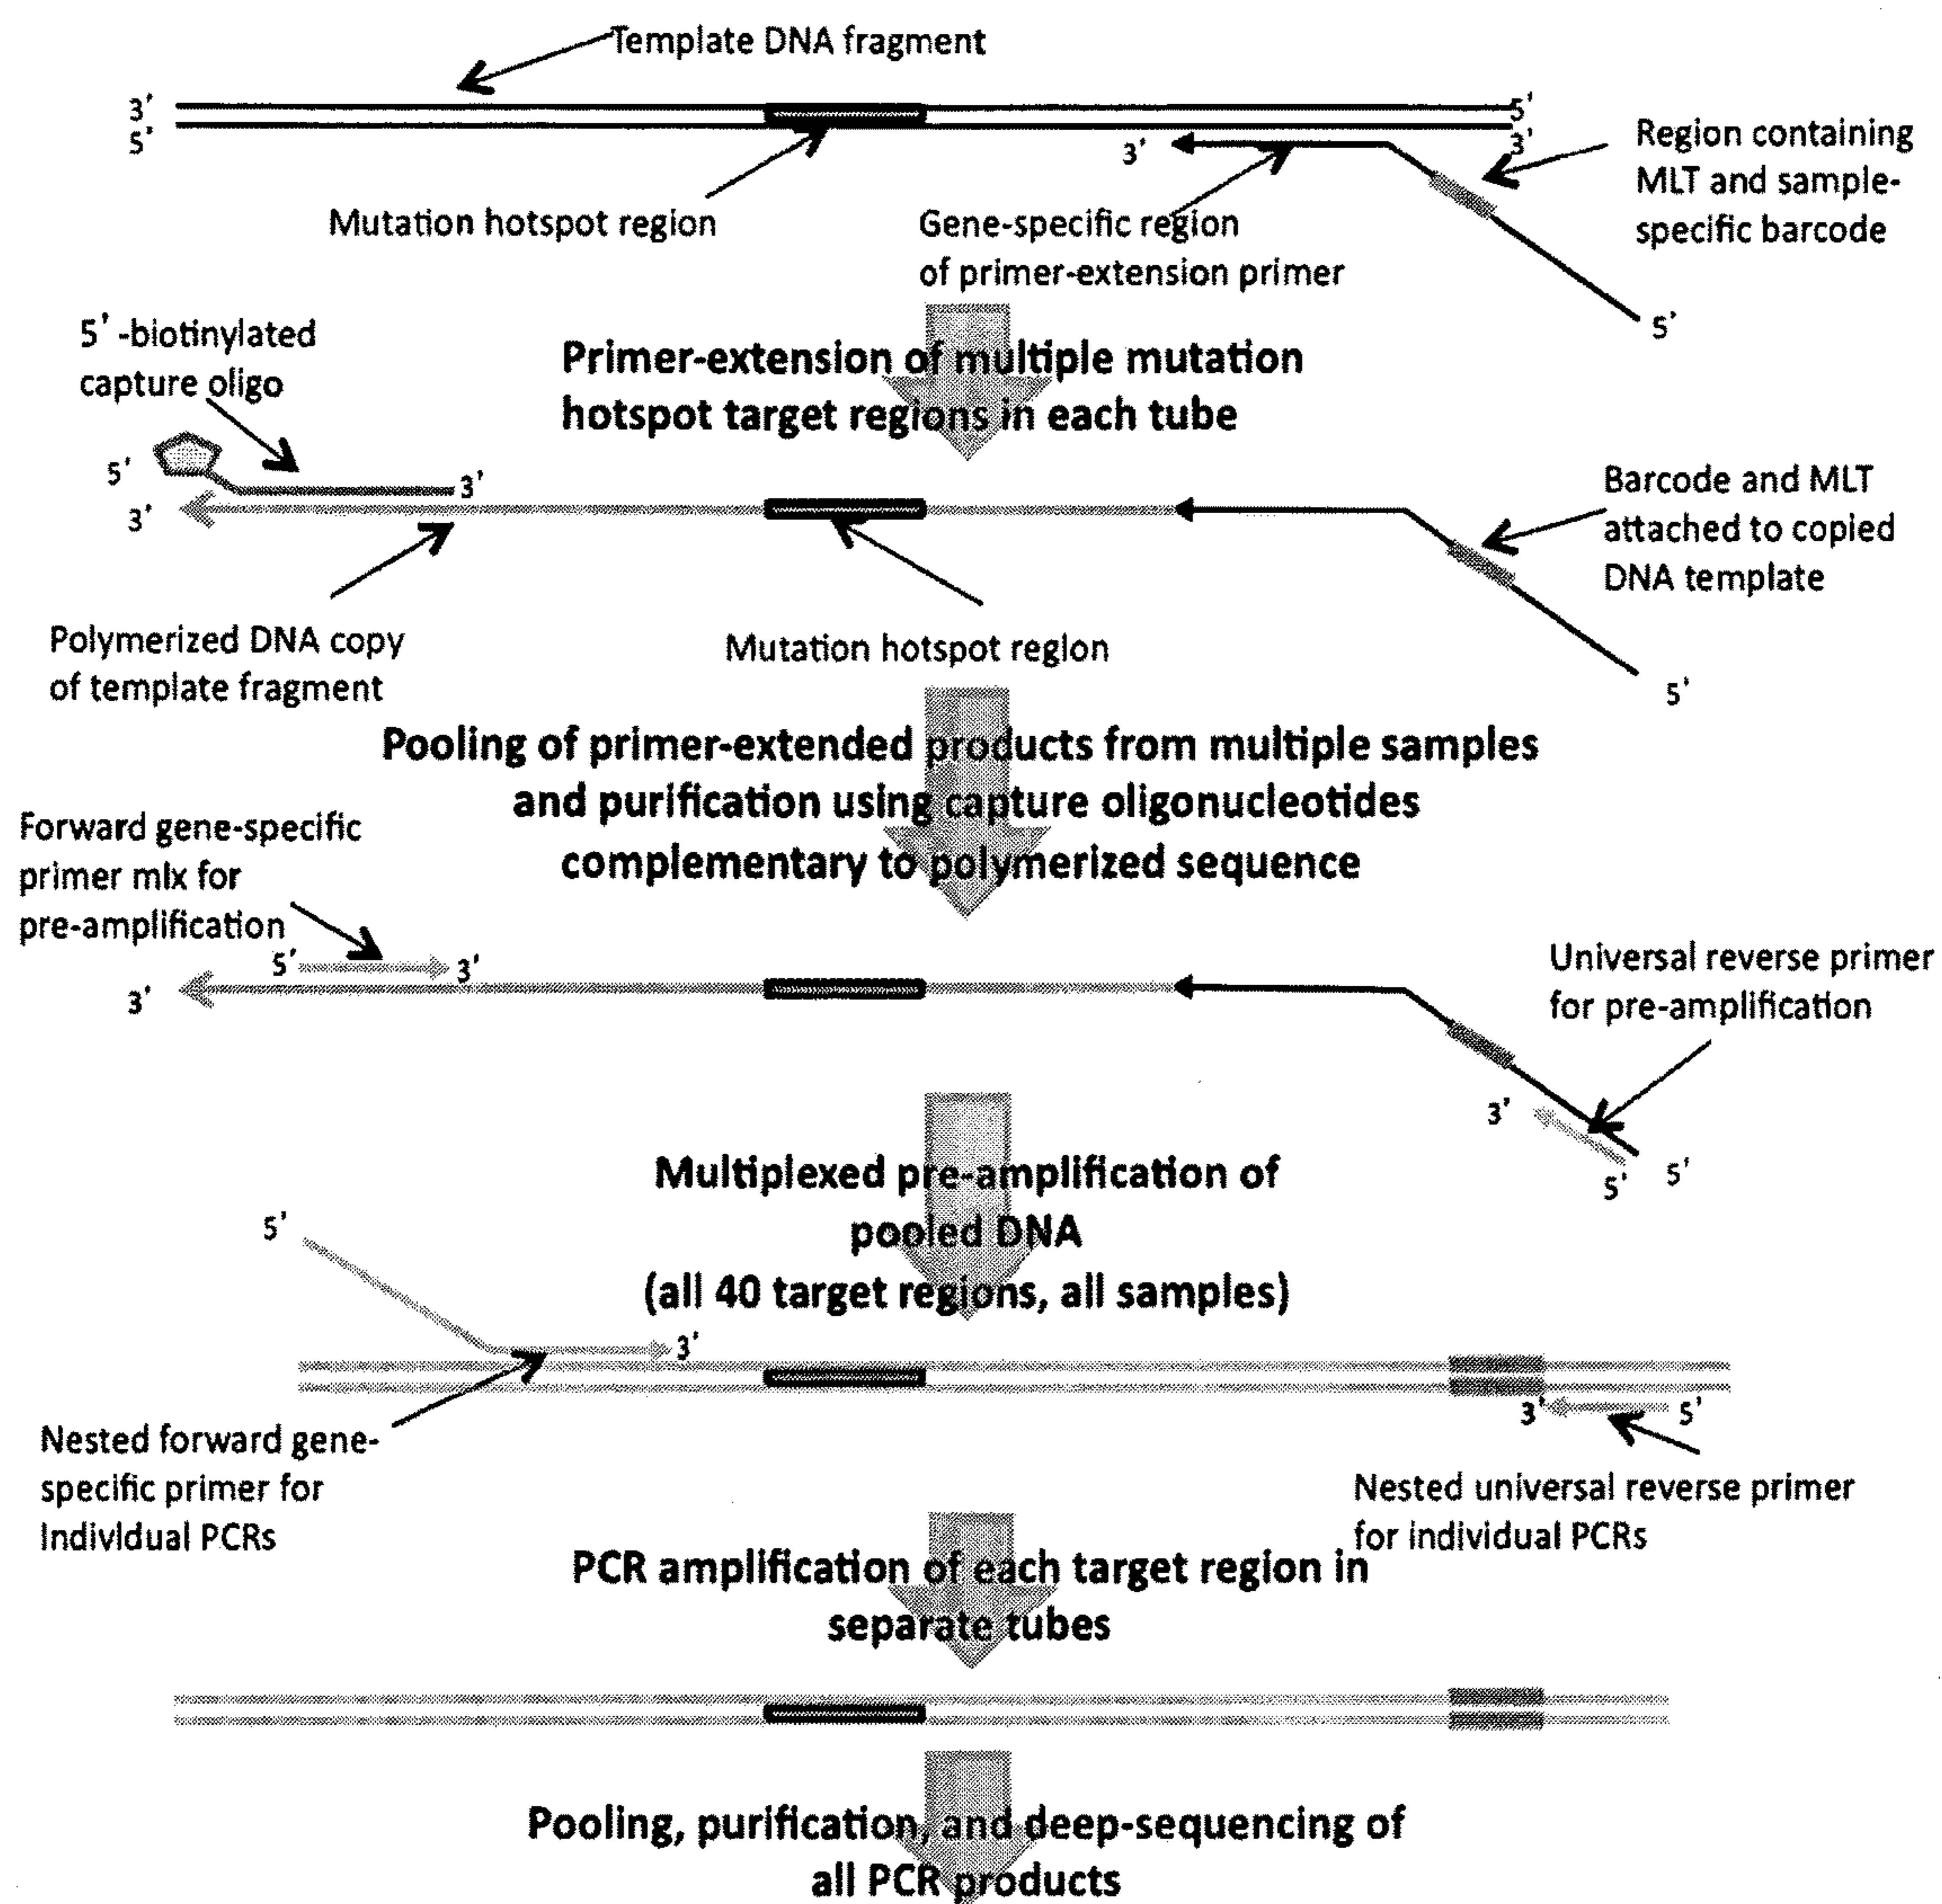 Template DNA fragment
3'
5'
5'
3'
3'
Region containing
MLT and sample-
specific barcode
Mutation hotspot region
Gene-specific region
of primer-extension primer
5'
5'-biotinylated
capture oligo
Primer-extension of multiple mutation
hotspot target regions in each tube
5'
3'
3'
Barcode and MLT
attached to copied
DNA template
Polymerized DNA copy
of template fragment
Mutation hotspot region
5'
Pooling of primer-extended products from multiple samples
and purification using capture oligonucleotides
complementary to polymerized sequence
Forward gene-specific
primer mix for
pre-amplification
5'
3'
3'
Universal reverse primer
for pre-amplification
3'
5'
5'
Multiplexed pre-amplification of
pooled DNA
(all 40 target regions, all samples)
5'
3'
3'
5'
Nested forward gene-
specific primer for
Individual PCRs
Nested universal reverse primer
for individual PCRs
PCR amplification of each target region in
separate tubes
Pooling, purification, and deep-sequencing of
all PCR products